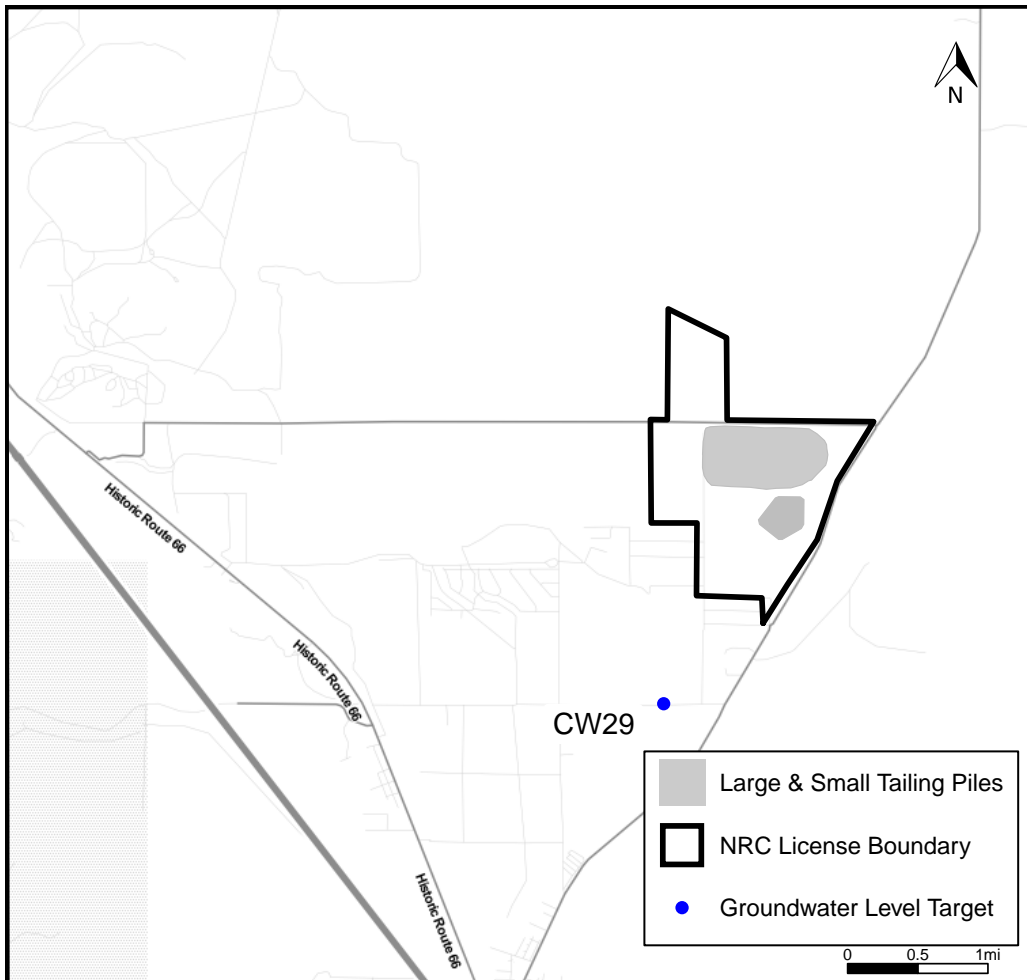 N
Historic Route 66
Historic Route 66
CW29
Large & Small Tailing Piles
NRC License Boundary
Historic Route 66
Groundwater Level Target
0 0.5 1mi